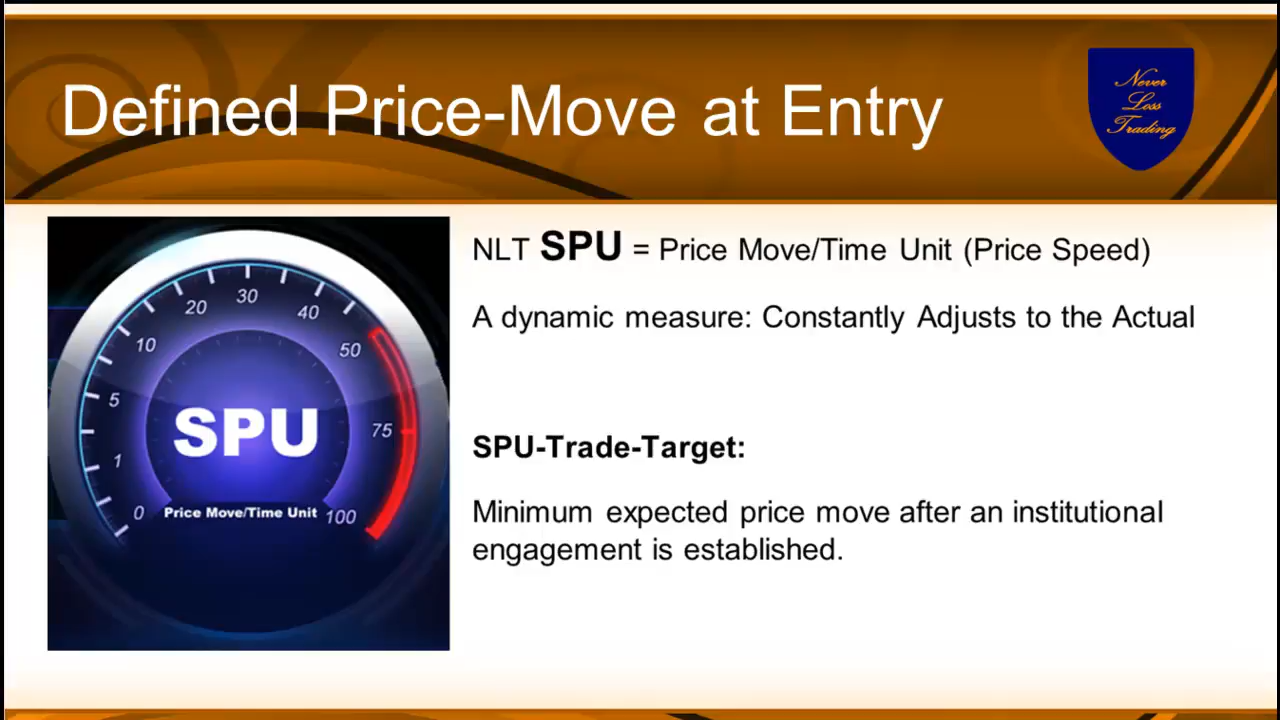 Defined Price-Move at Entry
Never
Loss
Trading
NLT SPU = Price Move/Time Unit (Price Speed)
A dynamic measure: Constantly Adjusts to the Actual
SPU-Trade-Target:
Minimum expected price move after an institutional
engagement is established.
0
1
5
10
20
30
40
50
75
100
SPU
Price Move/Time Unit